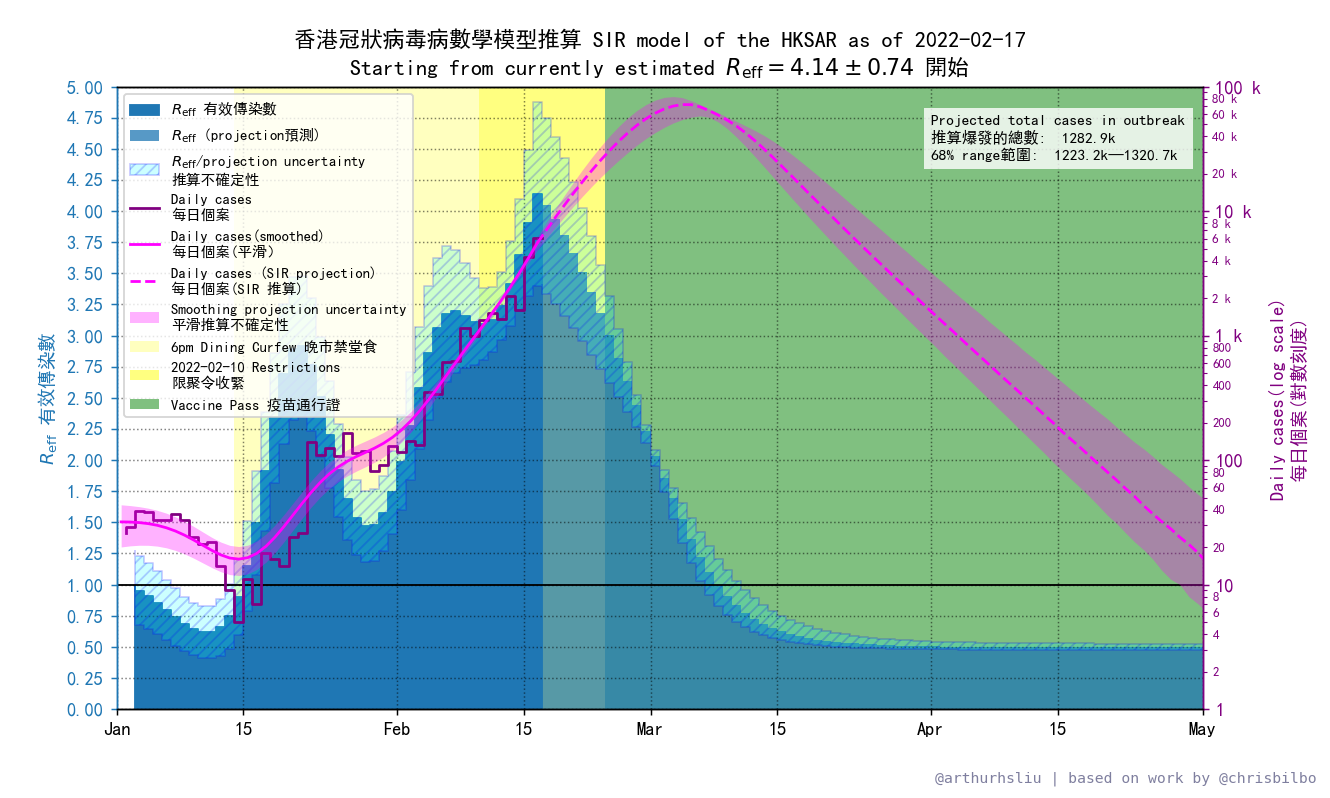 香港冠狀病毒病數學模型推算 SIR model of the HKSAR as of 2022-02-17
Starting from currently estimated R_eff = 4.14 ± 0.74 開始
R_eff 有效傳染數
R_eff (projection預測)
R_eff/projection uncertainty
推算不確定性
Daily cases
每日個案
Daily cases(smoothed)
每日個案(平滑)
Daily cases (SIR projection)
每日個案(SIR 推算)
Smoothing projection uncertainty
平滑推算不確定性
6pm Dining Curfew 晚市禁堂食
2022-02-10 Restrictions
限聚令收緊
Vaccine Pass 疫苗通行證
Projected total cases in outbreak
推算爆發的總數: 1282.9k
68% range範圍: 1223.2k—1320.7k
R_eff 有效傳染數
5.00
4.75
4.50
4.25
4.00
3.75
3.50
3.25
3.00
2.75
2.50
2.25
2.00
1.75
1.50
1.25
1.00
0.75
0.50
0.25
0.00
100 k
80 k
60 k
40 k
20 k
10 k
8 k
6 k
4 k
2 k
1 k
800
600
400
200
100
80
60
40
20
10
8
6
4
2
1
Daily cases(log scale)
每日個案(對數刻度)
Jan
15
Feb
15
Mar
15
Apr
15
May
@arthurhsliu | based on work by @chrisbilbo